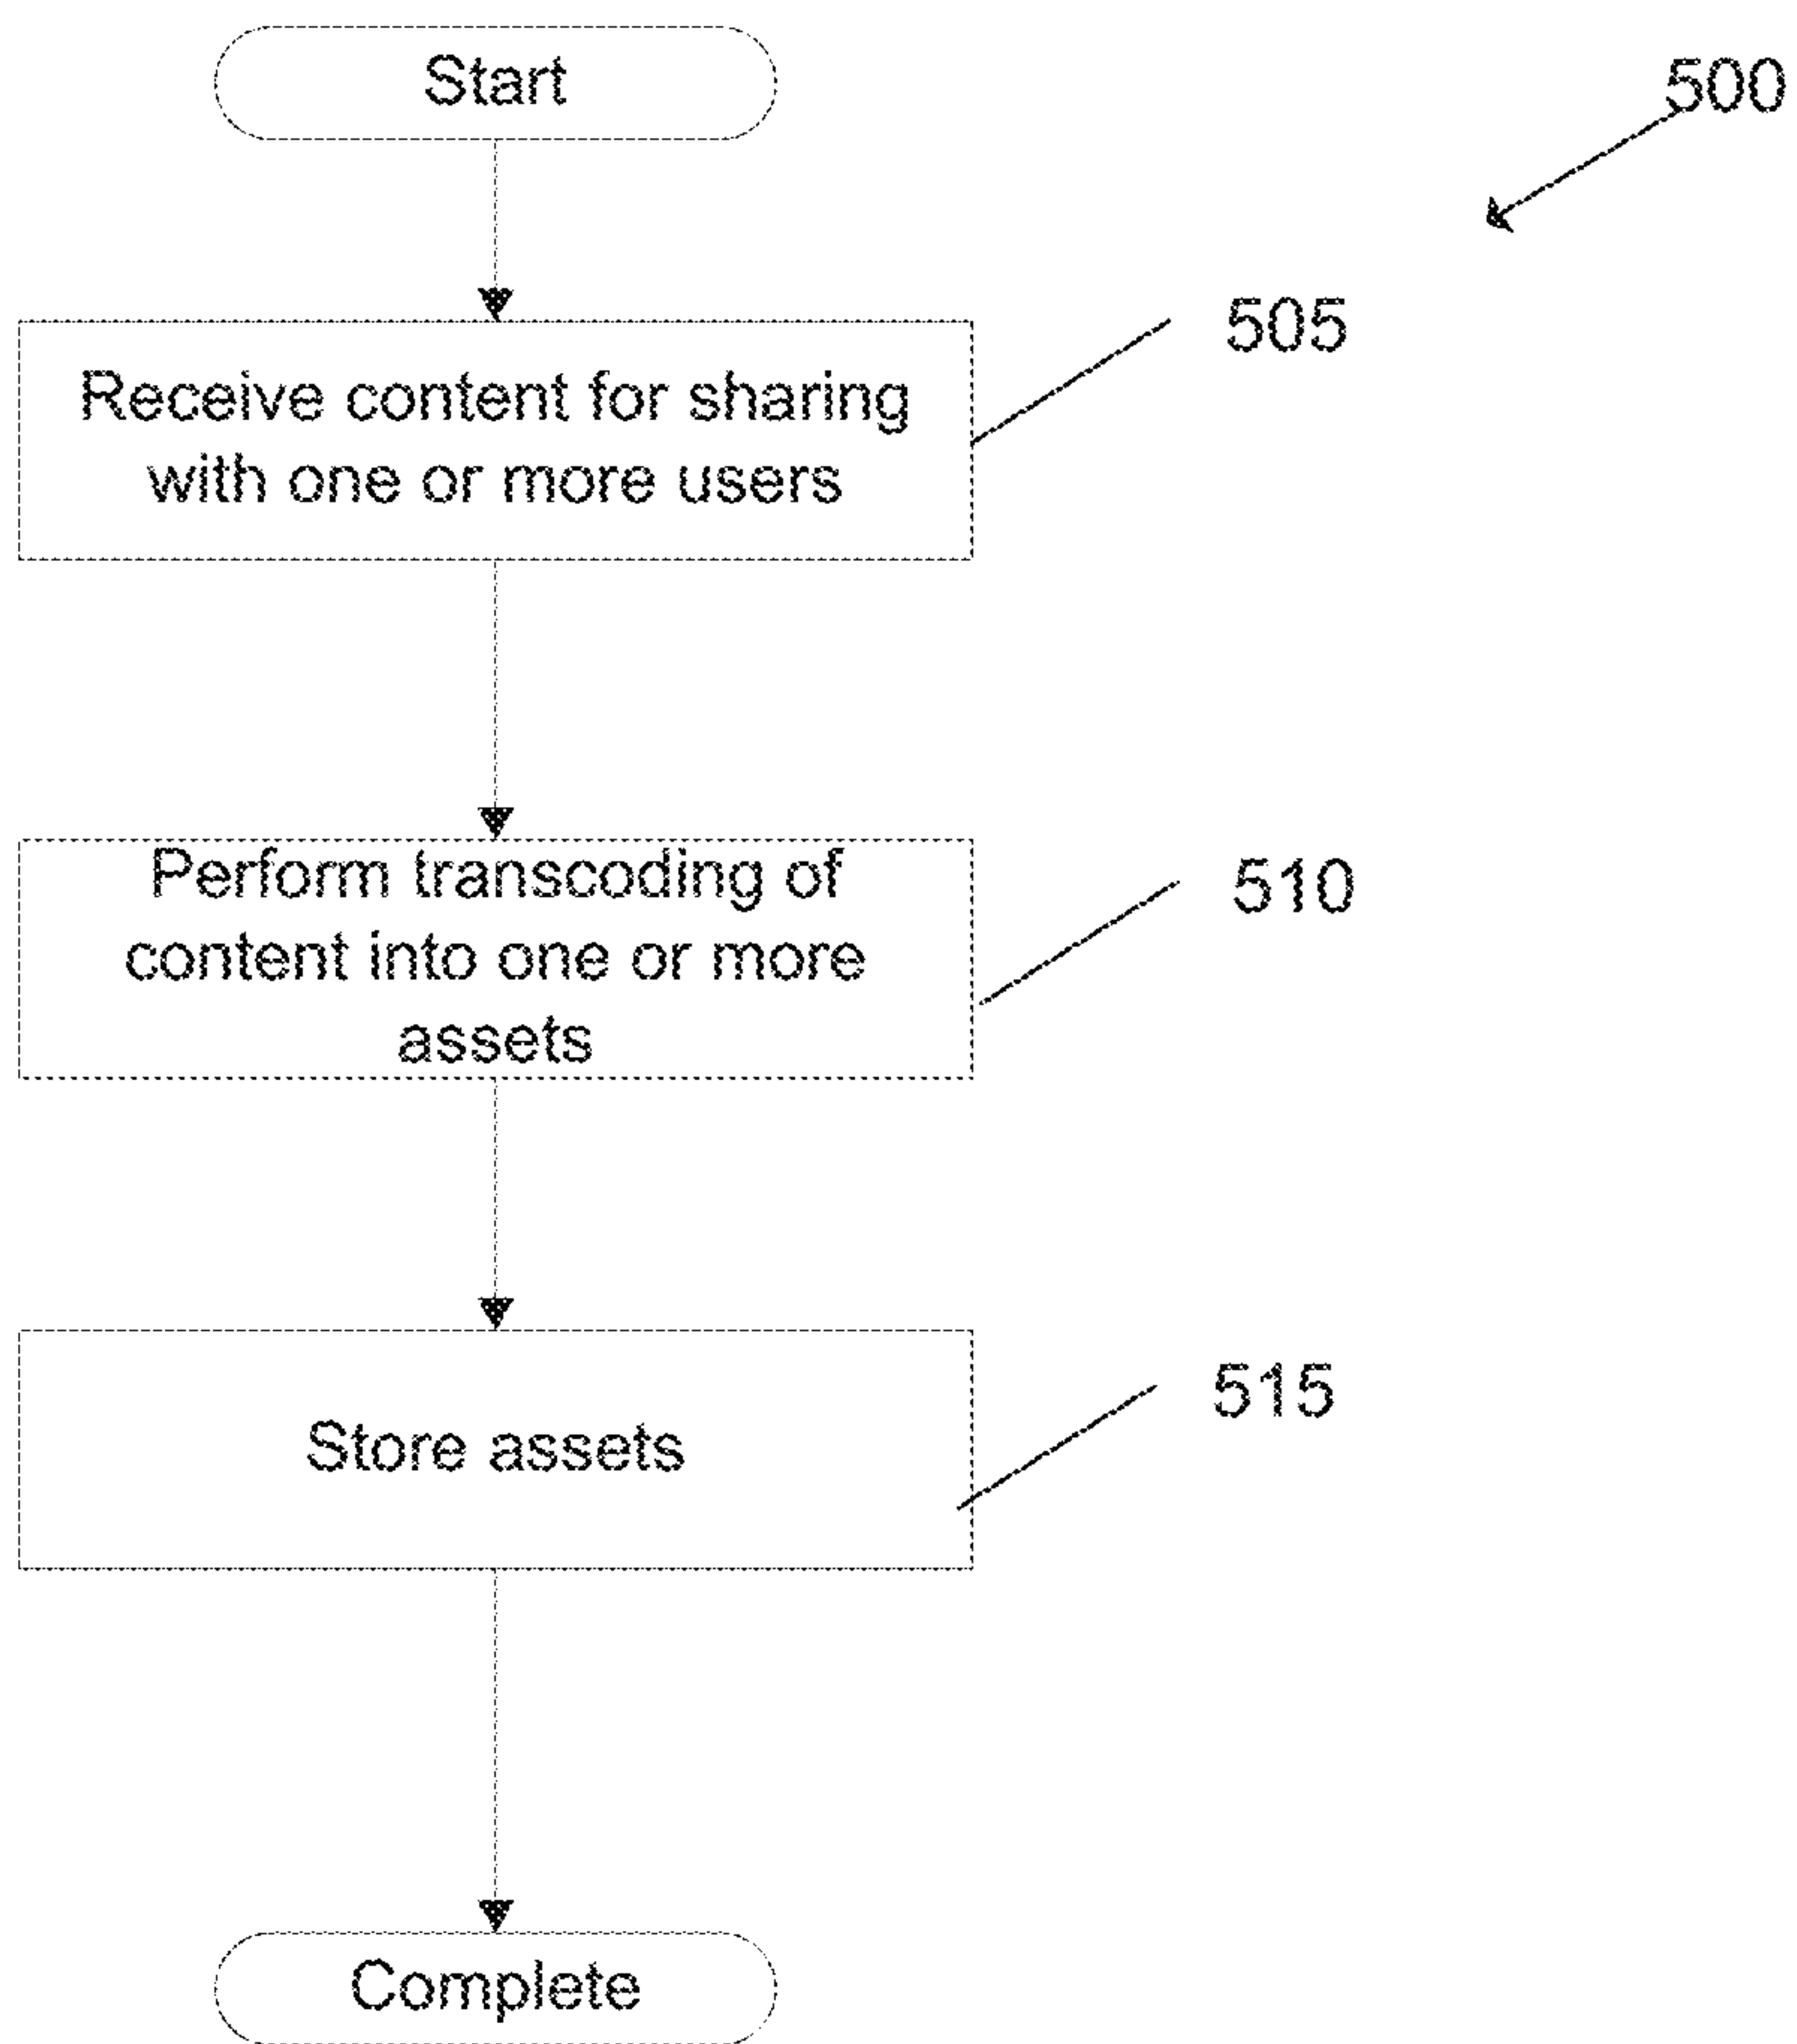 Start
500
505
Receive content for sharing
with one or more users
510
Perform transcoding of
content into one or more
assets
515
Store assets
Complete